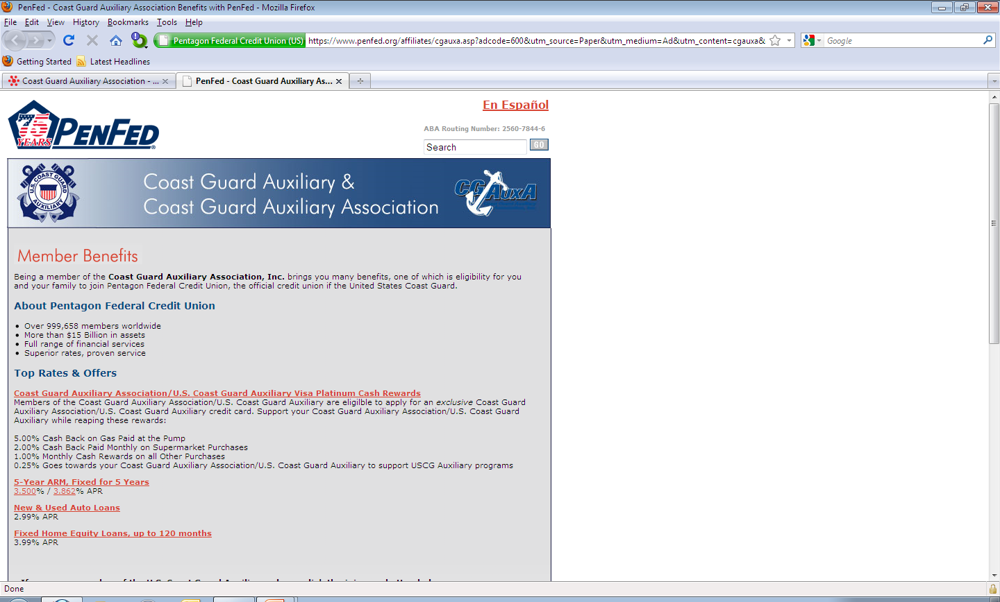 PenFed - Coast Guard Auxiliary Association Benefits with PenFed - Mozilla Firefox
File Edit View History Bookmarks Tools Help
Pentagon Federal Credit Union (US) https://www.penfed.org/affiliates/cgauxa.asp?adcode=600&utm_source=Paper&utm_medium=Ad&utm_content=cgauxa& Google
Getting Started Latest Headlines
Coast Guard Auxiliary Association - ... PenFed - Coast Guard Auxiliary As...
En Español
75 YEARS PENFED®
ABA Routing Number: 2560-7844-6
Search GO
U.S. COAST GUARD AUXILIARY
Coast Guard Auxiliary &
Coast Guard Auxiliary Association
CGAUXA
Member Benefits
Being a member of the Coast Guard Auxiliary Association, Inc. brings you many benefits, one of which is eligibility for you
and your family to join Pentagon Federal Credit Union, the official credit union if the United States Coast Guard.
About Pentagon Federal Credit Union
• Over 999,658 members worldwide
• More than $15 Billion in assets
• Full range of financial services
• Superior rates, proven service
Top Rates & Offers
Coast Guard Auxiliary Association/U.S. Coast Guard Auxiliary Visa Platinum Cash Rewards
Members of the Coast Guard Auxiliary Association/U.S. Coast Guard Auxiliary are eligilble to apply for an exclusive Coast Guard
Auxiliary Association/U.S. Coast Guard Auxiliary credit card. Support your Coast Guard Auxiliary Association/U.S. Coast Guard
Auxiliary while reaping these rewards:
5.00% Cash Back on Gas Paid at the Pump
2.00% Cash Back Paid Monthly on Supermarket Purchases
1.00% Monthly Cash Rewards on all Other Purchases
0.25% Goes towards your Coast Guard Auxiliary Association/U.S. Coast Guard Auxiliary to support USCG Auxiliary programs
5-Year ARM, Fixed for 5 Years
3.500% / 3.862% APR
New & Used Auto Loans
2.99% APR
Fixed Home Equity Loans, up to 120 months
3.99% APR
Done